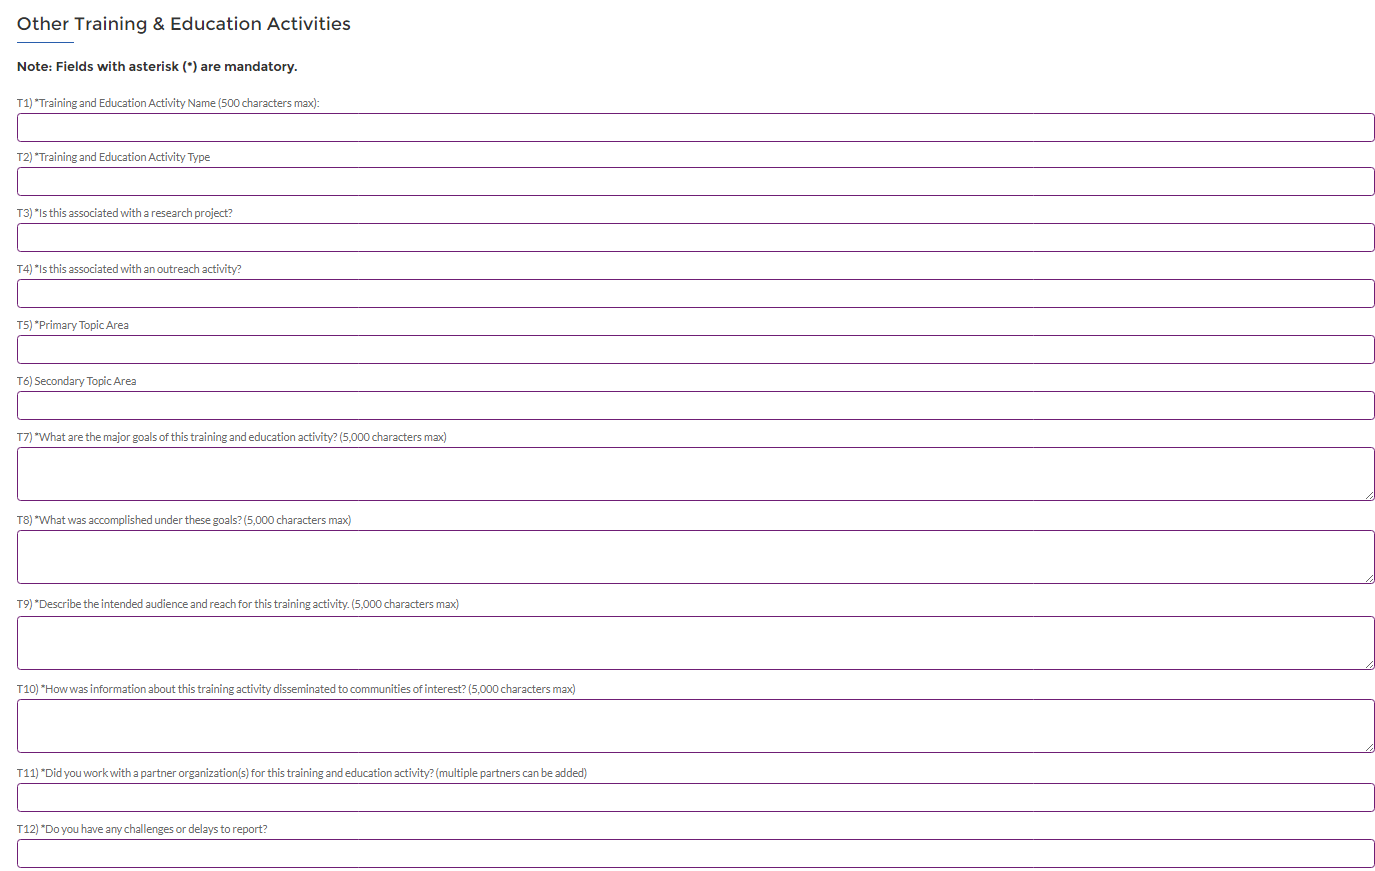 Other Training & Education Activities
Note: Fields with asterisk (*) are mandatory.
T1) *Training and Education Activity Name (500 characters max):
T2) *Training and Education Activity Type
T3) *Is this associated with a research project?
T4) *Is this associated with an outreach activity?
T5) *Primary Topic Area
T6) Secondary Topic Area
T7) *What are the major goals of this training and education activity? (5,000 characters max)
T8) *What was accomplished under these goals? (5,000 characters max)
T9) *Describe the intended audience and reach for this training activity. (5,000 characters max)
T10) *How was information about this training activity disseminated to communities of interest? (5,000 characters max)
T11) *Did you work with a partner organization(s) for this training and education activity? (multiple partners can be added)
T12) *Do you have any challenges or delays to report?